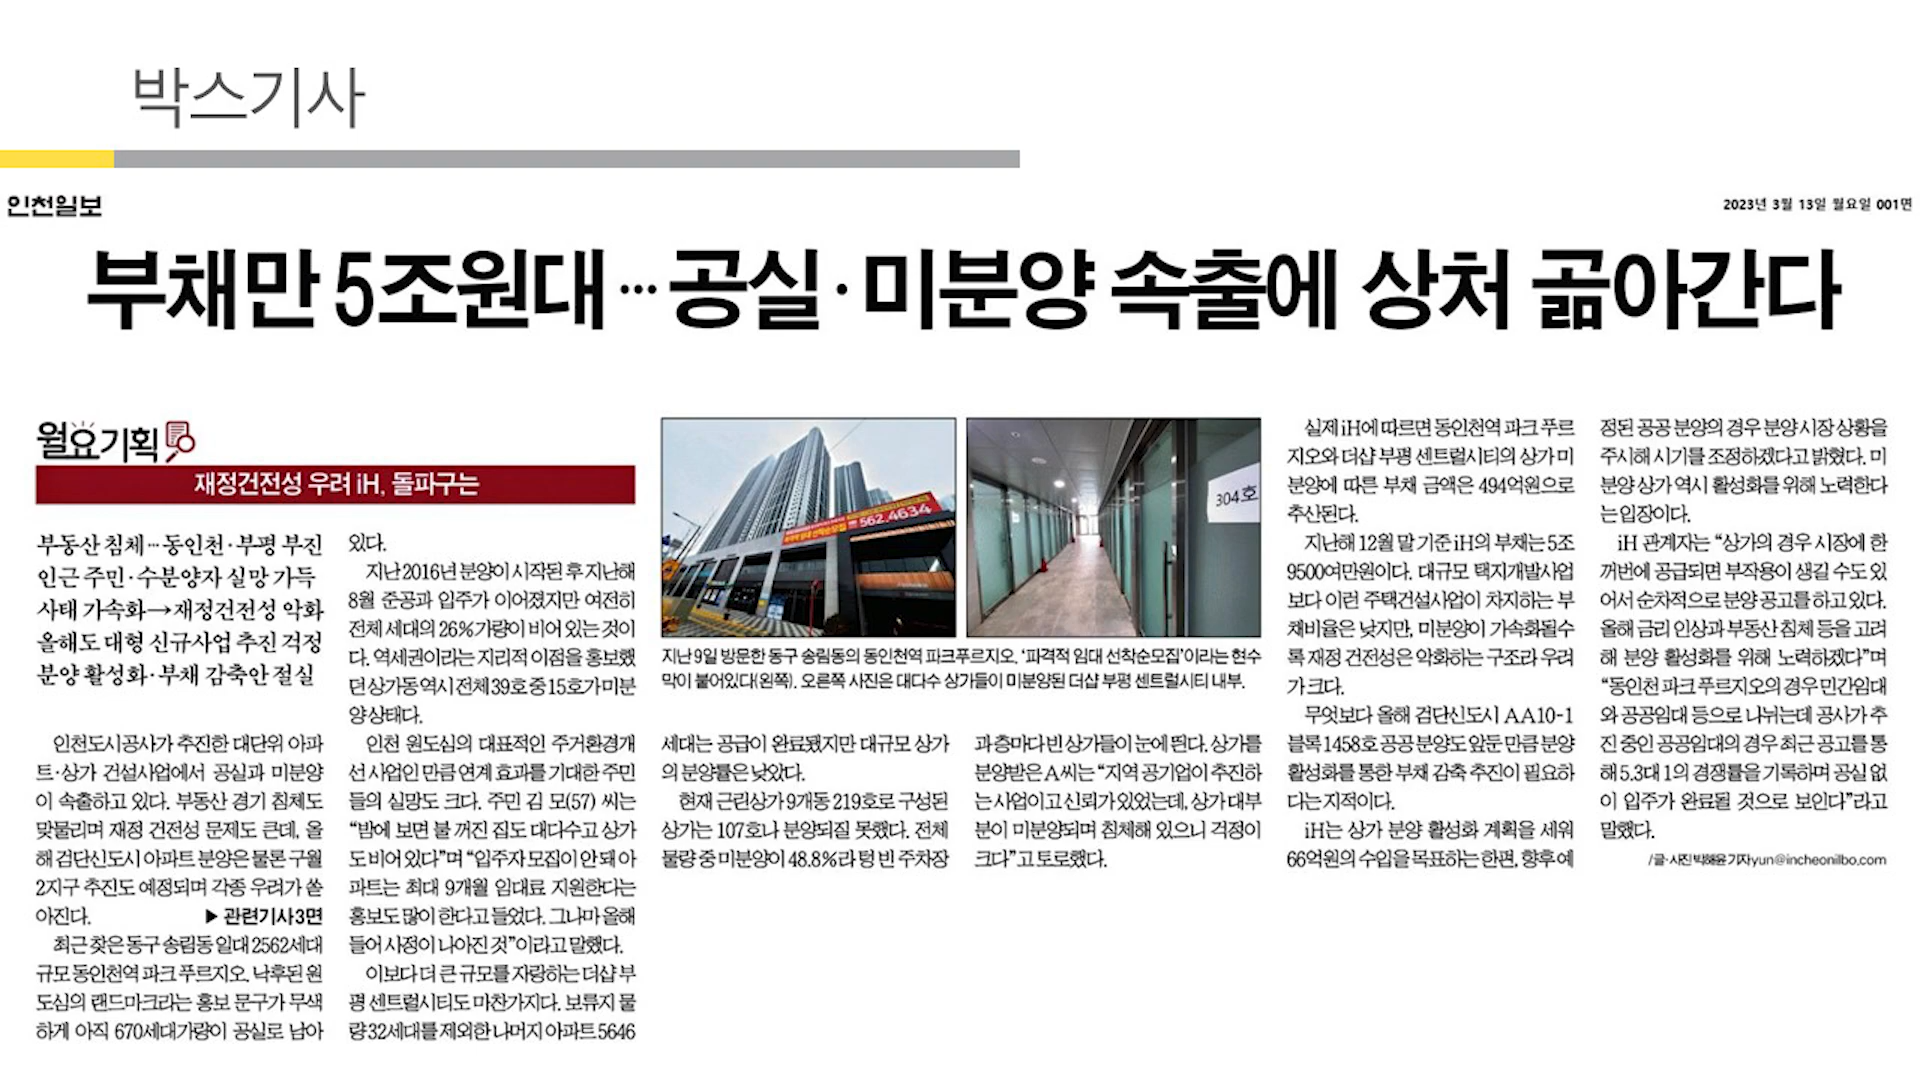 박스기사
인천일보
2023년 3월 13일 월요일 001면
부채만 5조원대…공실·미분양 속출에 상처 곪아간다
월요기획
재정건전성 우려 iH, 돌파구는
부동산 침체…동인천·부평 부진
인근 주민·수분양자 실망 가득
사태 가속화→재정건전성 악화
올해도 대형 신규사업 추진 걱정
분양 활성화·부채 감축안 절실
인천도시공사가 추진한 대단위 아파
트·상가 건설사업에서 공실과 미분양
이 속출하고 있다. 부동산 경기 침체도
맞물리며 재정 건전성 문제도 큰데, 올
해 검단신도시 아파트 분양은 물론 구월
2지구 추진도 예정되며 각종 우려가 쏟
아진다. ▶관련기사 3면
최근 찾은 동구 송림동 일대 2562세대
규모 동인천역 파크 푸르지오. 낙후된 원
도심의 랜드마크라는 홍보 문구가 무색
하게 아직 670세대가량이 공실로 남아
있다.
지난 2016년 분양이 시작된 후 지난해
8월 준공과 입주가 이어졌지만 여전히
전체 세대의 26%가량이 비어 있는 것이
다. 역세권이라는 지리적 이점을 홍보했
던 상가동 역시 전체 39호 중 15호가 미분
양 상태다.
인천 원도심의 대표적인 주거환경개
선 사업인 만큼 연계 효과를 기대한 주민
들의 실망도 크다. 주민 김 모(57) 씨는
“밤에 보면 불 꺼진 집도 대다수고 상가
도 비어 있다”며 “입주자 모집이 안 돼 아
파트는 최대 9개월 임대료 지원한다는
홍보도 많이 한다고 들었다. 그나마 올해
들어 사정이 나아진 것”이라고 말했다.
이보다 더 큰 규모를 자랑하는 더샵 부
평 센트럴시티도 마찬가지다. 보류지 물
량 32세대를 제외한 나머지 아파트 5646
562.4634
304호
지난 9일 방문한 동구 송림동의 동인천역 파크푸르지오. ‘파격적 임대 선착순모집’이라는 현수
막이 붙어있다(왼쪽). 오른쪽 사진은 대다수 상가들이 미분양된 더샵 부평 센트럴시티 내부.
세대는 공급이 완료됐지만 대규모 상가
의 분양률은 낮았다.
현재 근린상가 9개동 219호로 구성된
상가는 107호나 분양되질 못했다. 전체
물량 중 미분양이 48.8%라 텅 빈 주차장
과 층마다 빈 상가들이 눈에 띈다. 상가를
분양받은 A씨는 “지역 공기업이 추진하
는 사업이고 신뢰가 있었는데, 상가 대부
분이 미분양되며 침체해 있으니 걱정이
크다”고 토로했다.
실제 iH에 따르면 동인천역 파크 푸르
지오와 더샵 부평 센트럴시티의 상가 미
분양에 따른 부채 금액은 494억원으로
추산된다.
지난해 12월 말 기준 iH의 부채는 5조
9500여만원이다. 대규모 택지개발사업
보다 이런 주택건설사업이 차지하는 부
채비율은 낮지만, 미분양이 가속화될수
록 재정 건전성은 악화하는 구조라 우려
가 크다.
무엇보다 올해 검단신도시 AA10-1
블록 1458호 공공 분양도 앞둔 만큼 분양
활성화를 통한 부채 감축 추진이 필요하
다는 지적이다.
iH는 상가 분양 활성화 계획을 세워
66억원의 수입을 목표하는 한편, 향후 예
정된 공공 분양의 경우 분양 시장 상황을
주시해 시기를 조정하겠다고 밝혔다. 미
분양 상가 역시 활성화를 위해 노력한다
는 입장이다.
iH 관계자는 “상가의 경우 시장에 한
꺼번에 공급되면 부작용이 생길 수도 있
어서 순차적으로 분양 공고를 하고 있다.
올해 금리 인상과 부동산 침체 등을 고려
해 분양 활성화를 위해 노력하겠다”며
“동인천 파크 푸르지오의 경우 민간임대
와 공공임대 등으로 나뉘는데 공사가 추
진 중인 공공임대의 경우 최근 공고를 통
해 5.3대 1의 경쟁률을 기록하며 공실 없
이 입주가 완료될 것으로 보인다”라고
말했다.
/글·사진 박해윤 기자 yun@incheonilbo.com